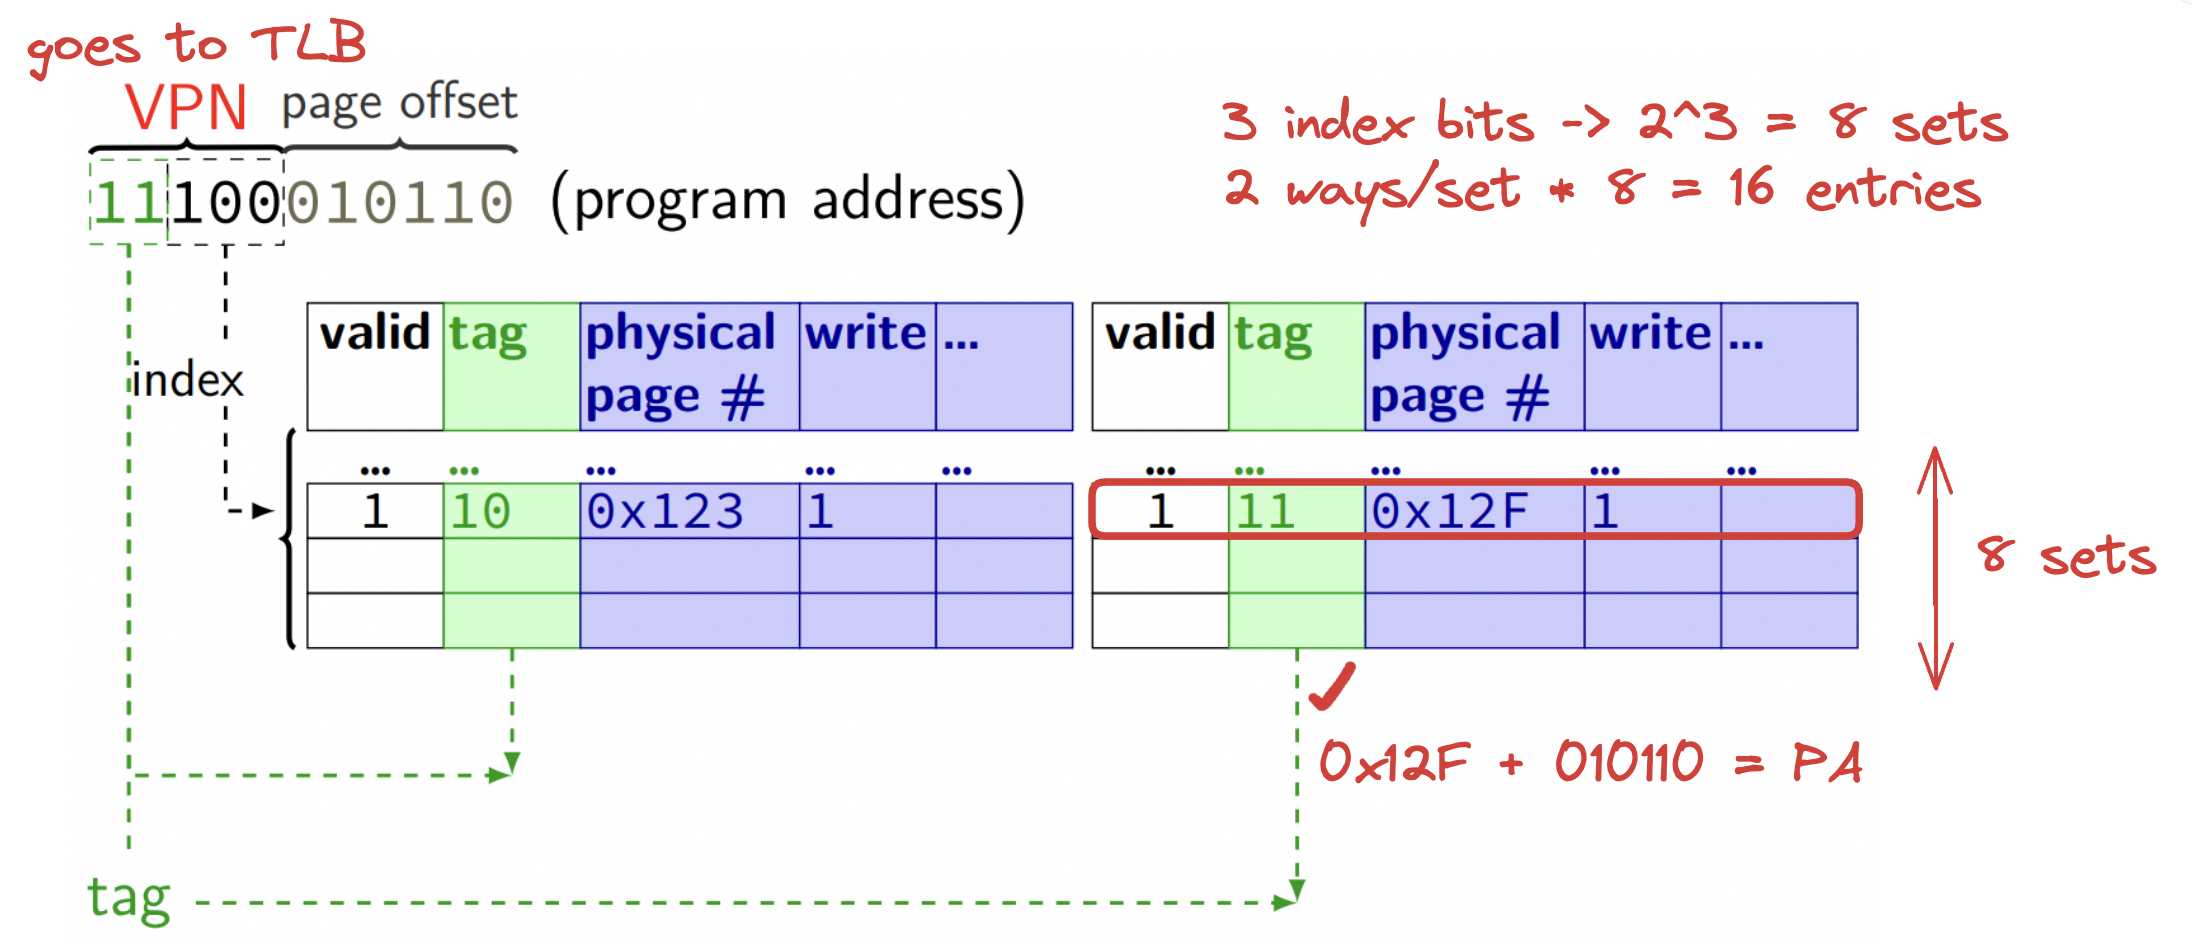 goes to TLB
VPN page offset
11100010110 (program address)
3 index bits -> 2^3 = 8 sets
2 ways/set * 8 = 16 entries
index
valid tag physical page # write ... valid tag physical page # write ...
... ... ... ... ... ... ... ... ... ...
1 10 0x123 1 1 11 0x12F 1
8 sets
✓
0x12F + 010110 = PA
tag